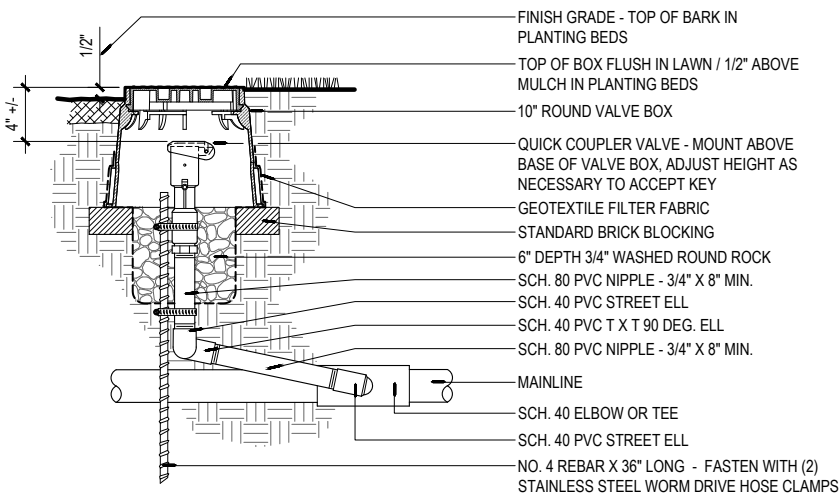 1/2"
4" +/-
FINISH GRADE - TOP OF BARK IN
PLANTING BEDS
TOP OF BOX FLUSH IN LAWN / 1/2" ABOVE
MULCH IN PLANTING BEDS
10" ROUND VALVE BOX
QUICK COUPLER VALVE - MOUNT ABOVE
BASE OF VALVE BOX, ADJUST HEIGHT AS
NECESSARY TO ACCEPT KEY
GEOTEXTILE FILTER FABRIC
STANDARD BRICK BLOCKING
6" DEPTH 3/4" WASHED ROUND ROCK
SCH. 80 PVC NIPPLE - 3/4" X 8" MIN.
SCH. 40 PVC STREET ELL
SCH. 40 PVC T X T 90 DEG. ELL
SCH. 80 PVC NIPPLE - 3/4" X 8" MIN.
MAINLINE
SCH. 40 ELBOW OR TEE
SCH. 40 PVC STREET ELL
NO. 4 REBAR X 36" LONG - FASTEN WITH (2)
STAINLESS STEEL WORM DRIVE HOSE CLAMPS